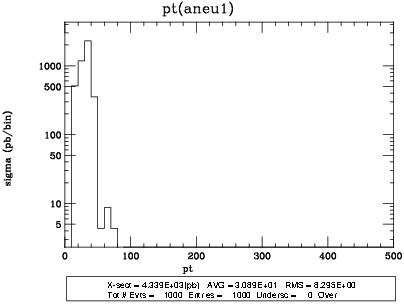 pt(aneu1)
sigma (pb/bin)
1000
500
100
50
10
5
0 100 200 300 400 500
pt
X-sect = 4.339E+03(pb) AVG = 3.089E+01 RMS = 8.295E+00
Tot # Evts = 1000 Entries = 1000 Undersc = 0 Over